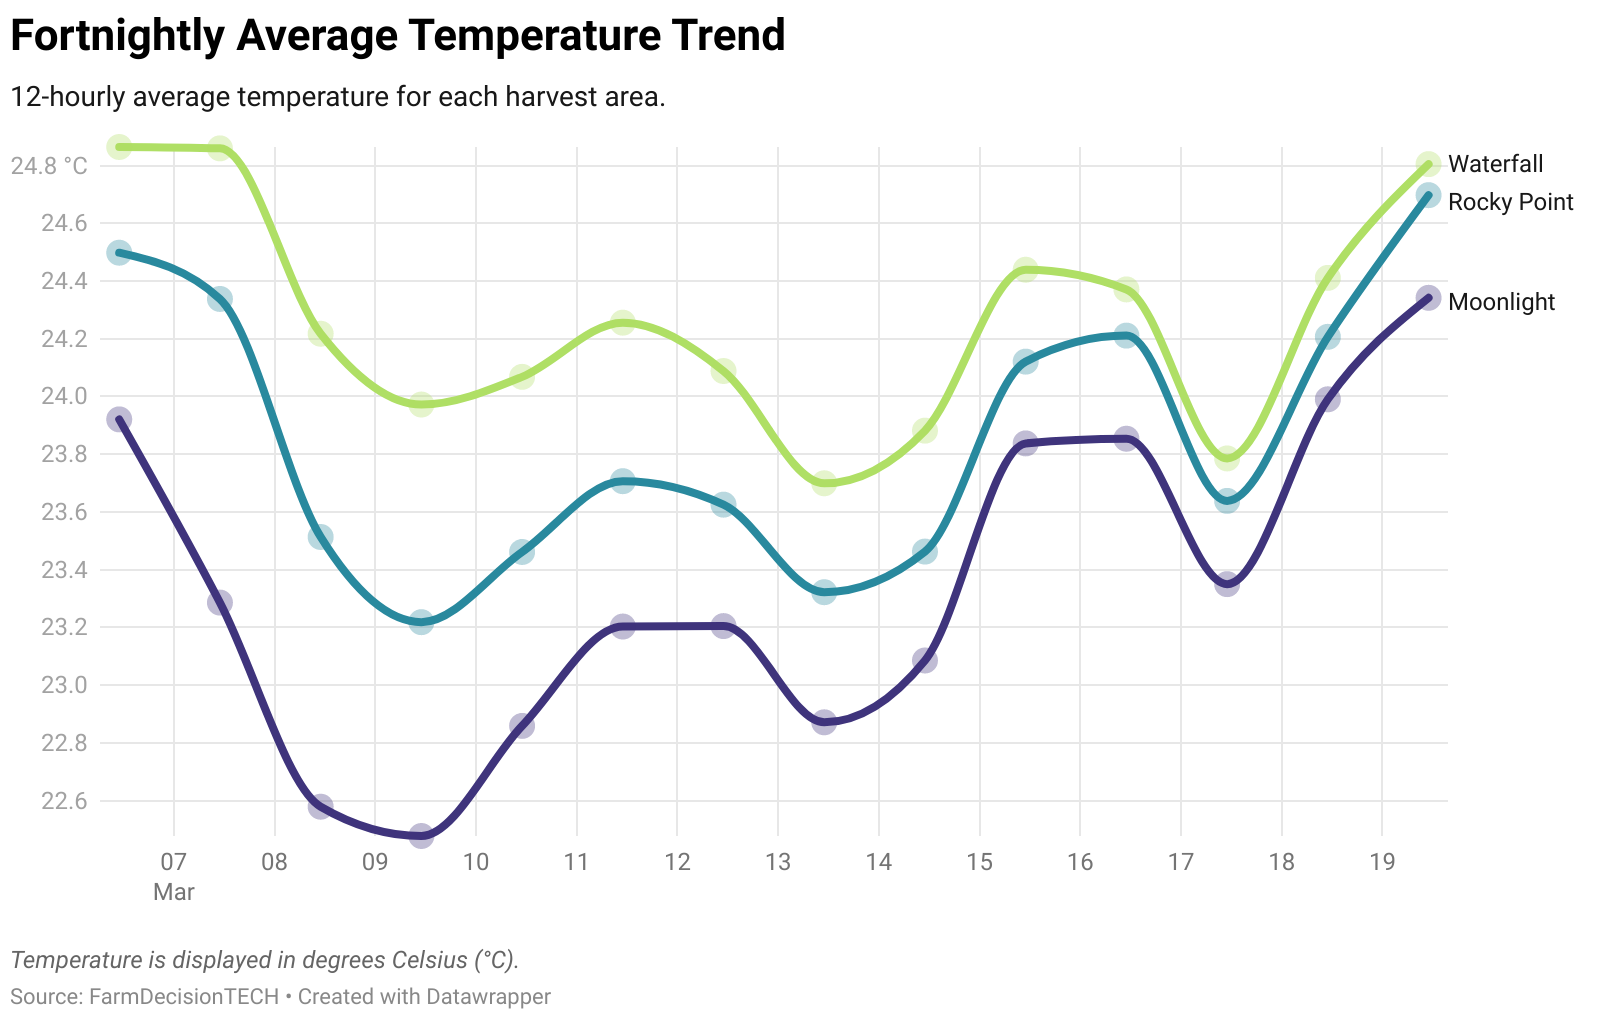 Fortnightly Average Temperature Trend
12-hourly average temperature for each harvest area.
24.8 °C
24.6
24.4
24.2
24.0
23.8
23.6
23.4
23.2
23.0
22.8
22.6
Waterfall
Rocky Point
Moonlight
07 08 09 10 11 12 13 14 15 16 17 18 19
Mar
Temperature is displayed in degrees Celsius (°C).
Source: FarmDecisionTECH • Created with Datawrapper